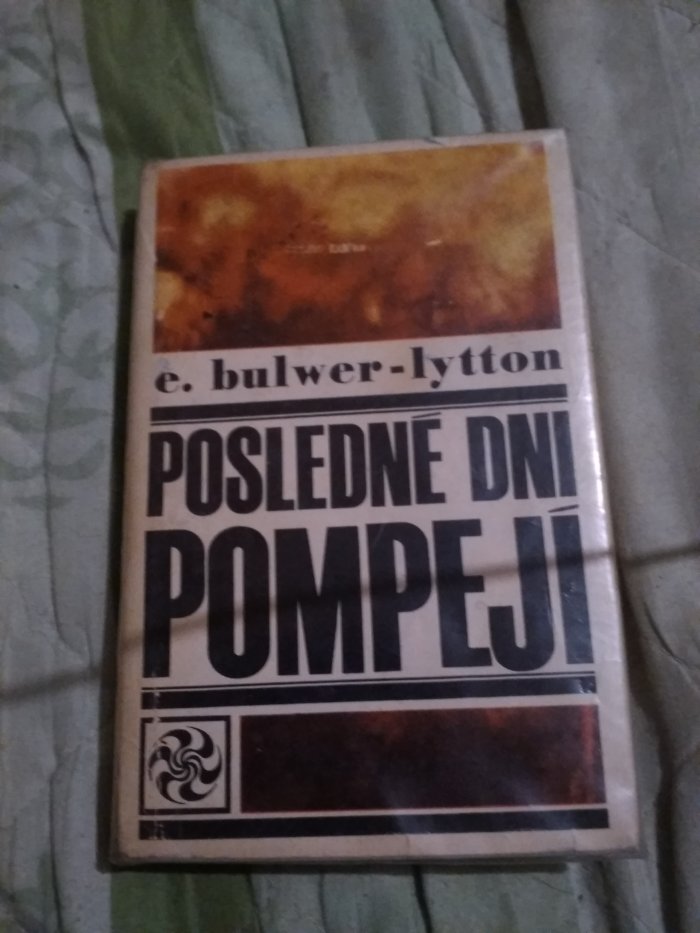 e. bulwer-lytton
POSLEDNÉ DNI
POMPEJÍ